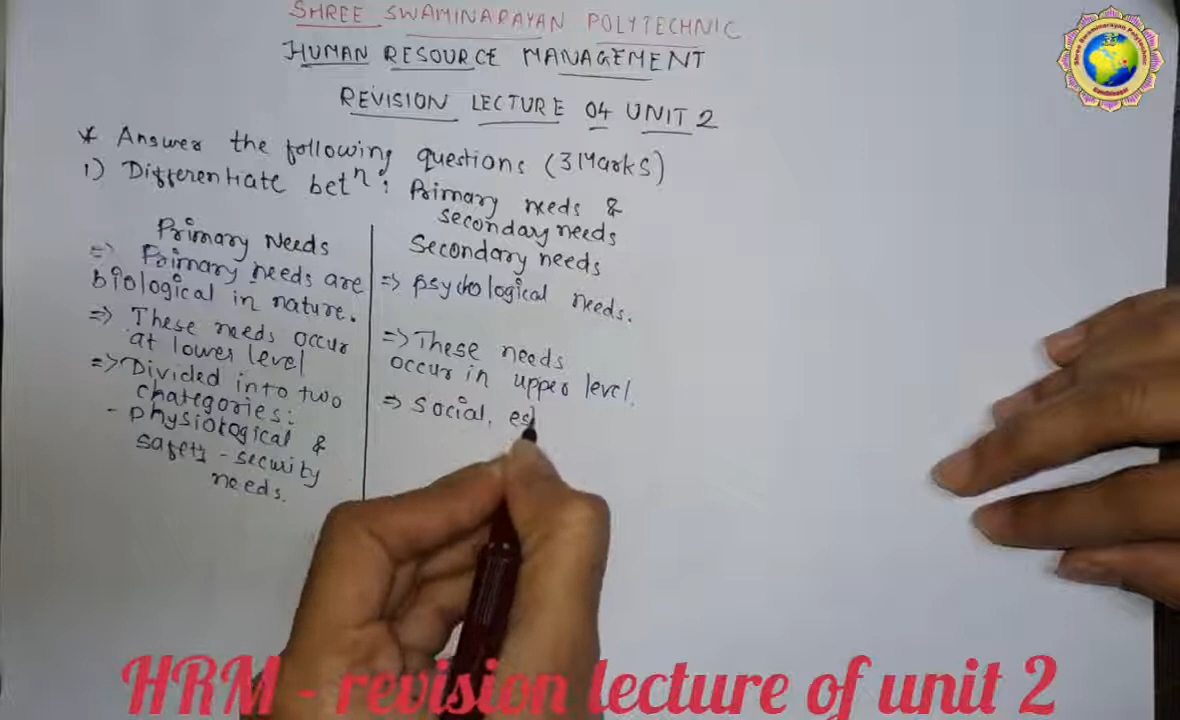 SHREE SWAMINARAYAN POLYTECHNIC
HUMAN RESOURCE MANAGEMENT
REVISION LECTURE 04 UNIT 2
* Answer the following questions (3 Marks)
1) Differentiate betⁿ : Primary needs &
secondary needs
Primary Needs
=> Primary needs are
biological in nature.
=> These needs occur
at lower level
=> Divided into two
chategories:
- physiological &
safety - security
needs.
Secondary needs
=> psychological needs.
=> These needs
occur in upper level.
=> Social, es
Shree Swaminarayan Polytechnic
HRM - revision lecture of unit 2